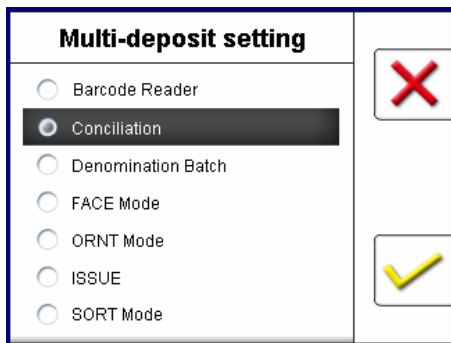 Multi-deposit setting
Barcode Reader
Conciliation
Denomination Batch
FACE Mode
ORNT Mode
ISSUE
SORT Mode